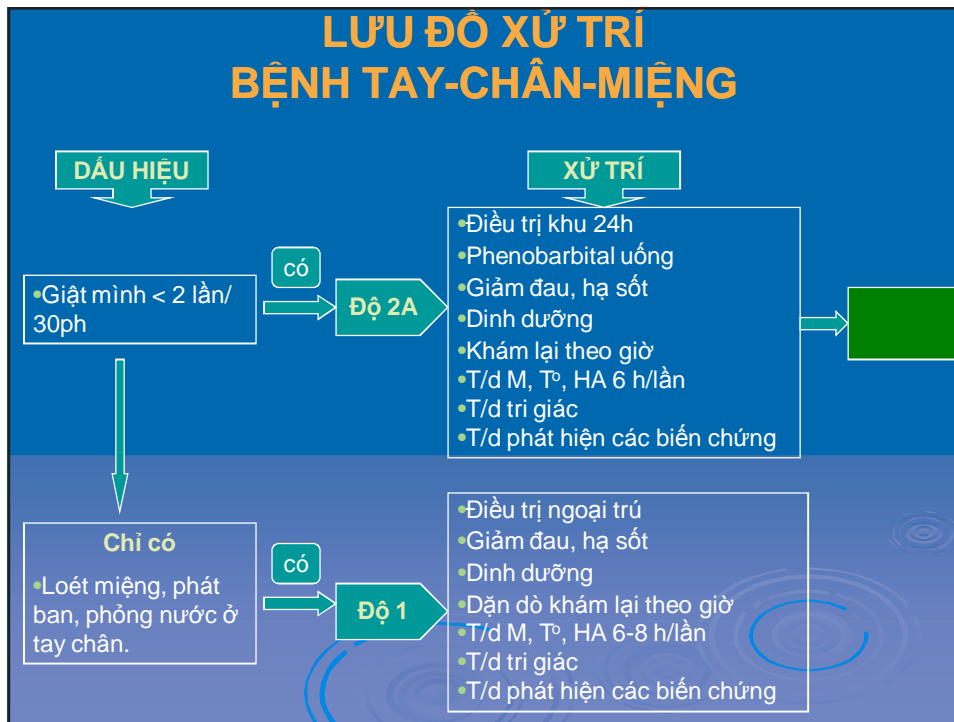 LƯU ĐỒ XỬ TRÍ
BỆNH TAY-CHÂN-MIỆNG
DẤU HIỆU
XỬ TRÍ
•Giật mình < 2 lần/
30ph
có
Độ 2A
•Điều trị khu 24h
•Phenobarbital uống
•Giảm đau, hạ sốt
•Dinh dưỡng
•Khám lại theo giờ
•T/d M, Tº, HA 6 h/lần
•T/d tri giác
•T/d phát hiện các biến chứng
Chỉ có
•Loét miệng, phát
ban, phỏng nước ở
tay chân.
có
Độ 1
•Điều trị ngoại trú
•Giảm đau, hạ sốt
•Dinh dưỡng
•Dặn dò khám lại theo giờ
•T/d M, Tº, HA 6-8 h/lần
•T/d tri giác
•T/d phát hiện các biến chứng